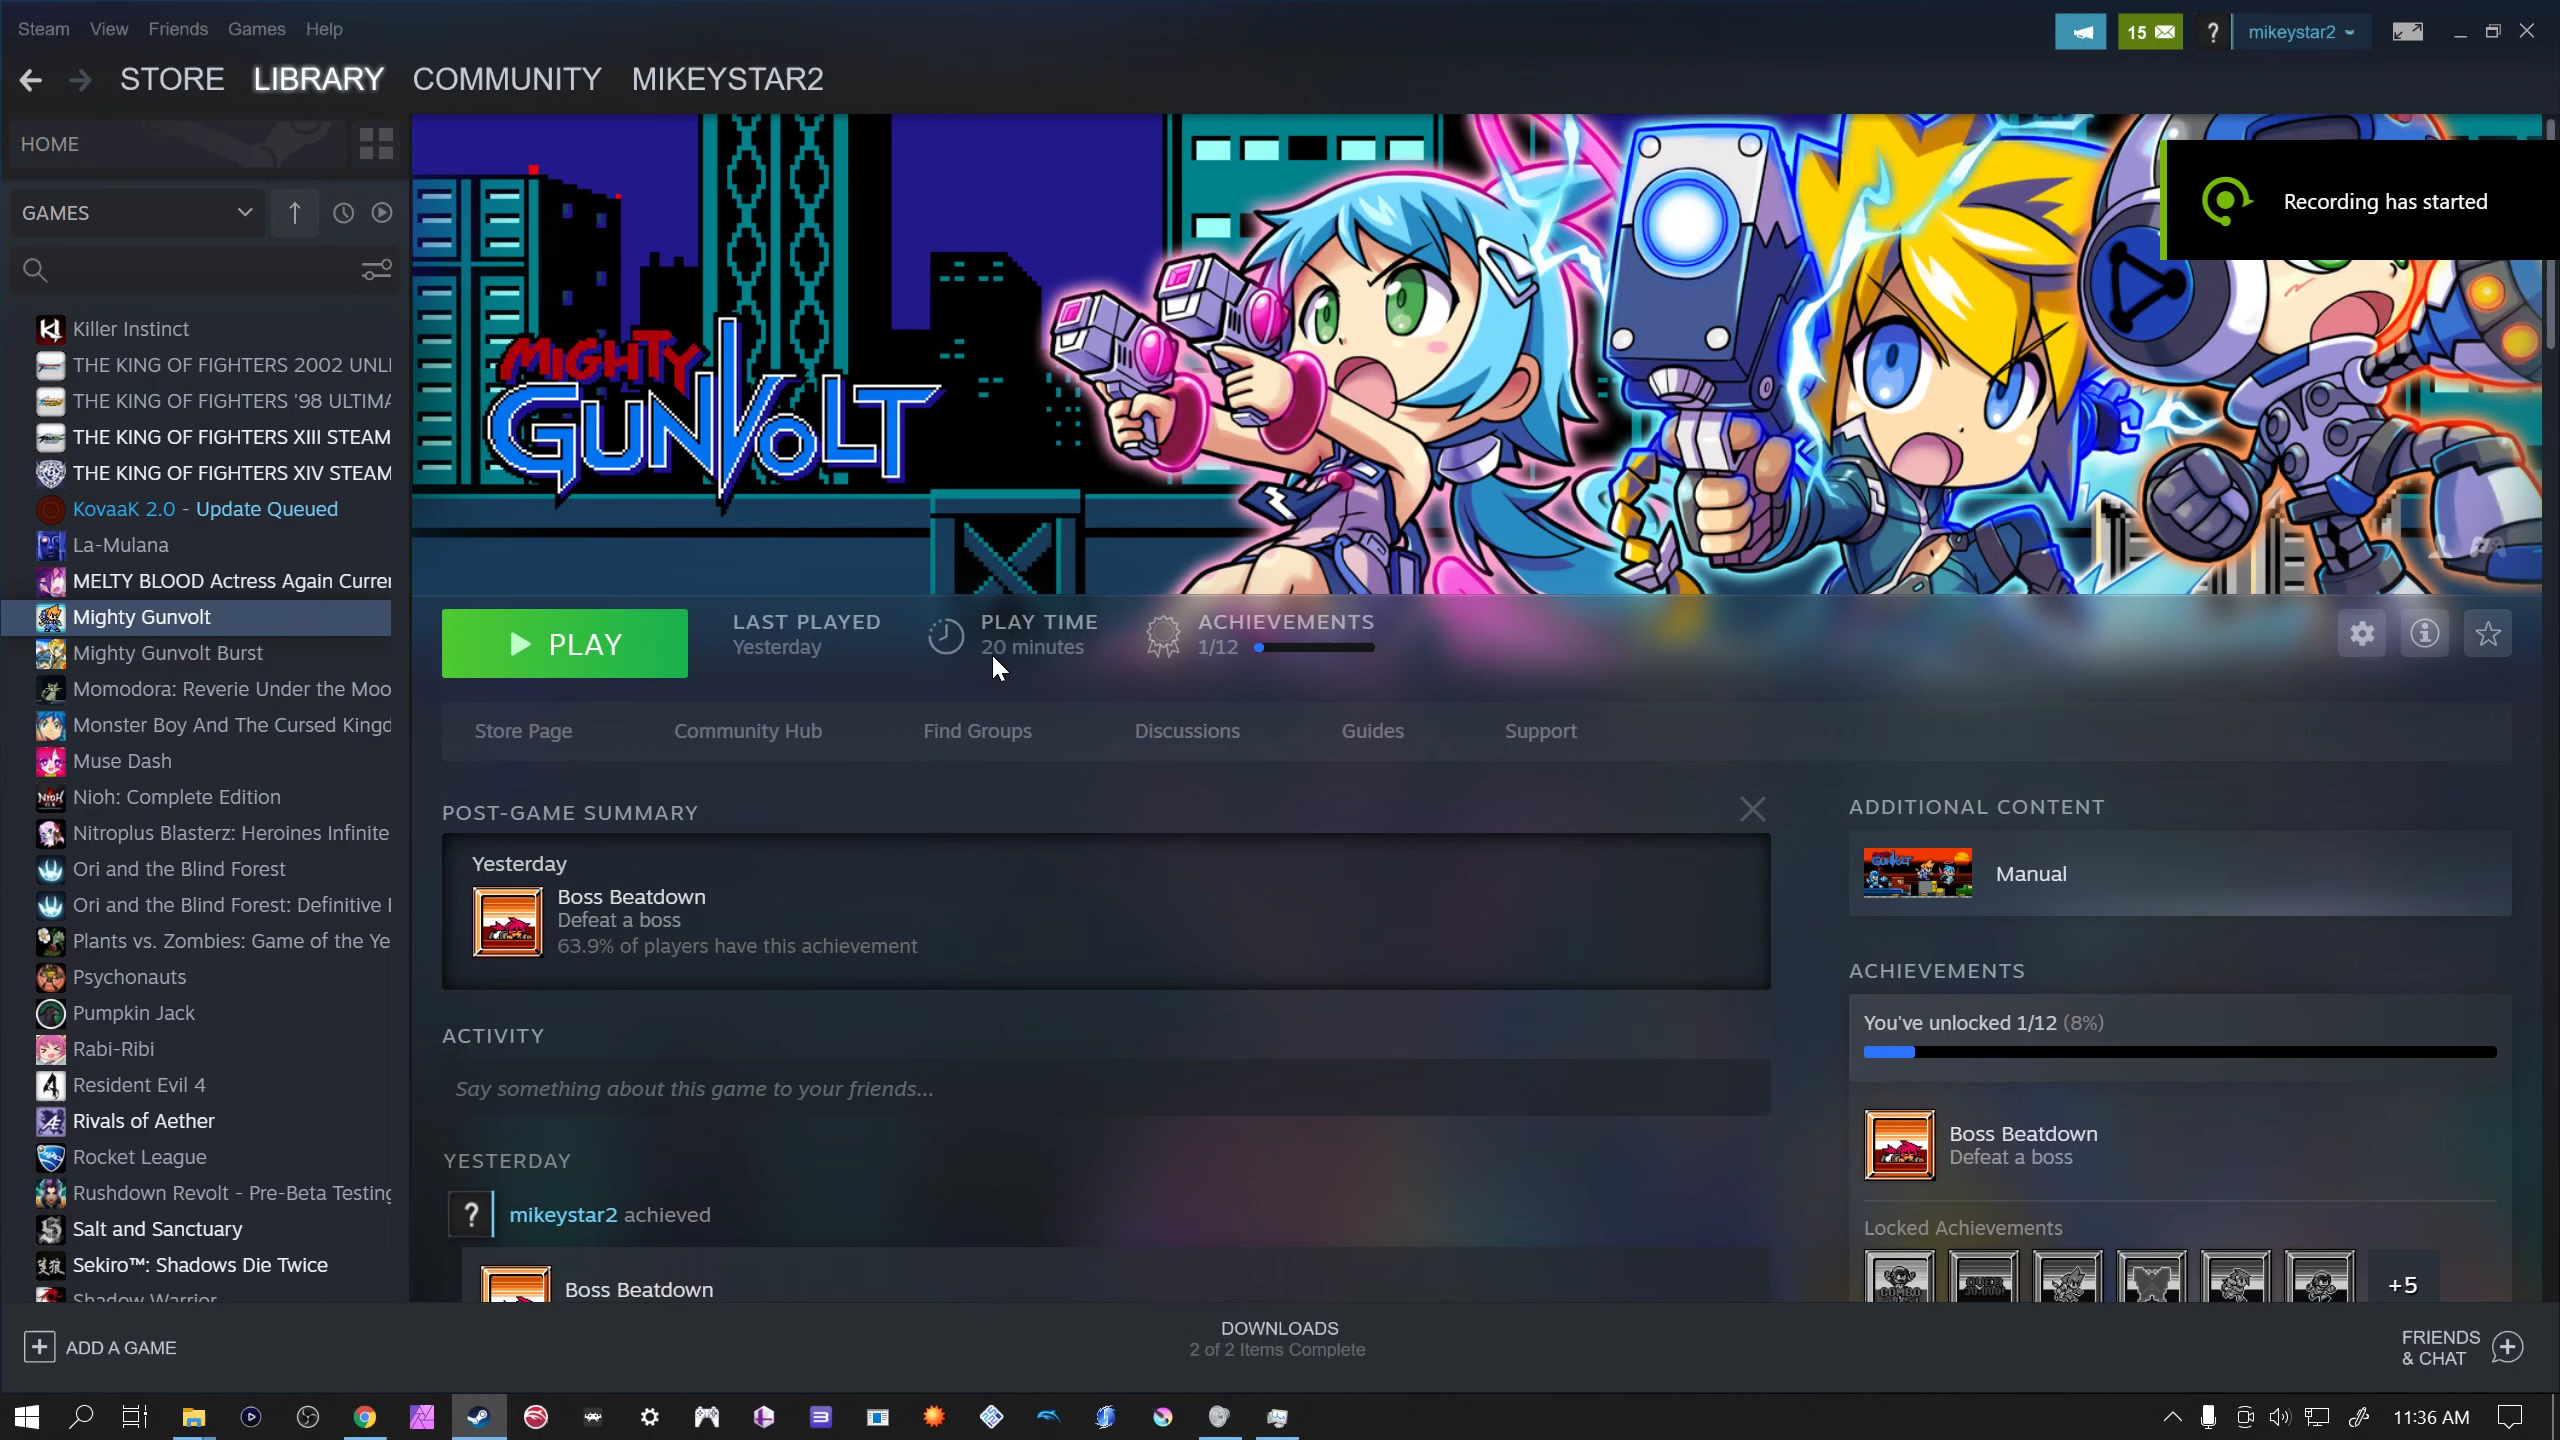 Steam View Friends Games Help
15 ? mikeystar2
STORE LIBRARY COMMUNITY MIKEYSTAR2
HOME
GAMES
Recording has started
MIGHTY
GUNVOLT
Killer Instinct
THE KING OF FIGHTERS 2002 UNLI
THE KING OF FIGHTERS '98 ULTIMA
THE KING OF FIGHTERS XIII STEAM
THE KING OF FIGHTERS XIV STEAM
KovaaK 2.0 - Update Queued
La-Mulana
MELTY BLOOD Actress Again Curre
Mighty Gunvolt
Mighty Gunvolt Burst
Momodora: Reverie Under the Moo
Monster Boy And The Cursed Kingd
Muse Dash
Nioh: Complete Edition
Nitroplus Blasterz: Heroines Infinite
Ori and the Blind Forest
Ori and the Blind Forest: Definitive
Plants vs. Zombies: Game of the Ye
Psychonauts
Pumpkin Jack
Rabi-Ribi
Resident Evil 4
Rivals of Aether
Rocket League
Rushdown Revolt - Pre-Beta Testing
Salt and Sanctuary
Sekiro™: Shadows Die Twice
Shadow Warrior
PLAY
LAST PLAYED
Yesterday
PLAY TIME
20 minutes
ACHIEVEMENTS
1/12
Store Page Community Hub Find Groups Discussions Guides Support
POST-GAME SUMMARY
Yesterday
Boss Beatdown
Defeat a boss
63.9% of players have this achievement
ACTIVITY
Say something about this game to your friends...
YESTERDAY
? mikeystar2 achieved
Boss Beatdown
ADDITIONAL CONTENT
Manual
ACHIEVEMENTS
You've unlocked 1/12 (8%)
Boss Beatdown
Defeat a boss
Locked Achievements
+5
ADD A GAME
DOWNLOADS
2 of 2 Items Complete
FRIENDS
& CHAT
11:36 AM